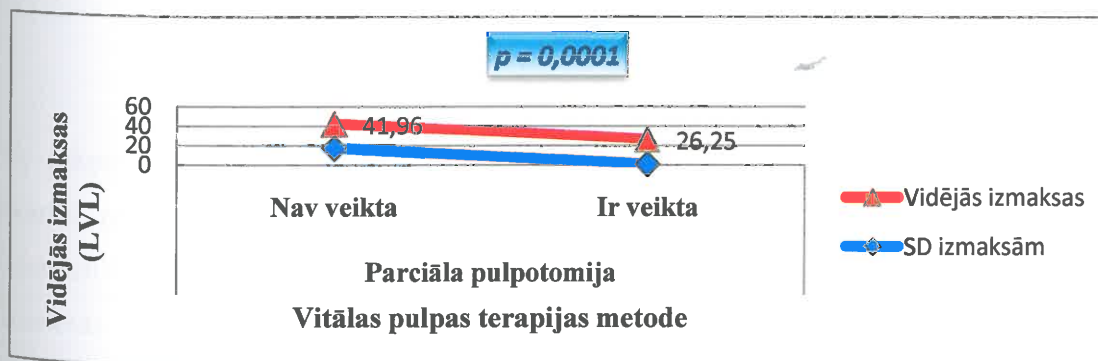 p = 0,0001
Vidējās izmaksas
(LVL)
60
40
20
0
41,96
26,25
Nav veikta
Ir veikta
Parciāla pulpotomija
Vitālas pulpas terapijas metode
Vidējās izmaksas
SD izmaksām